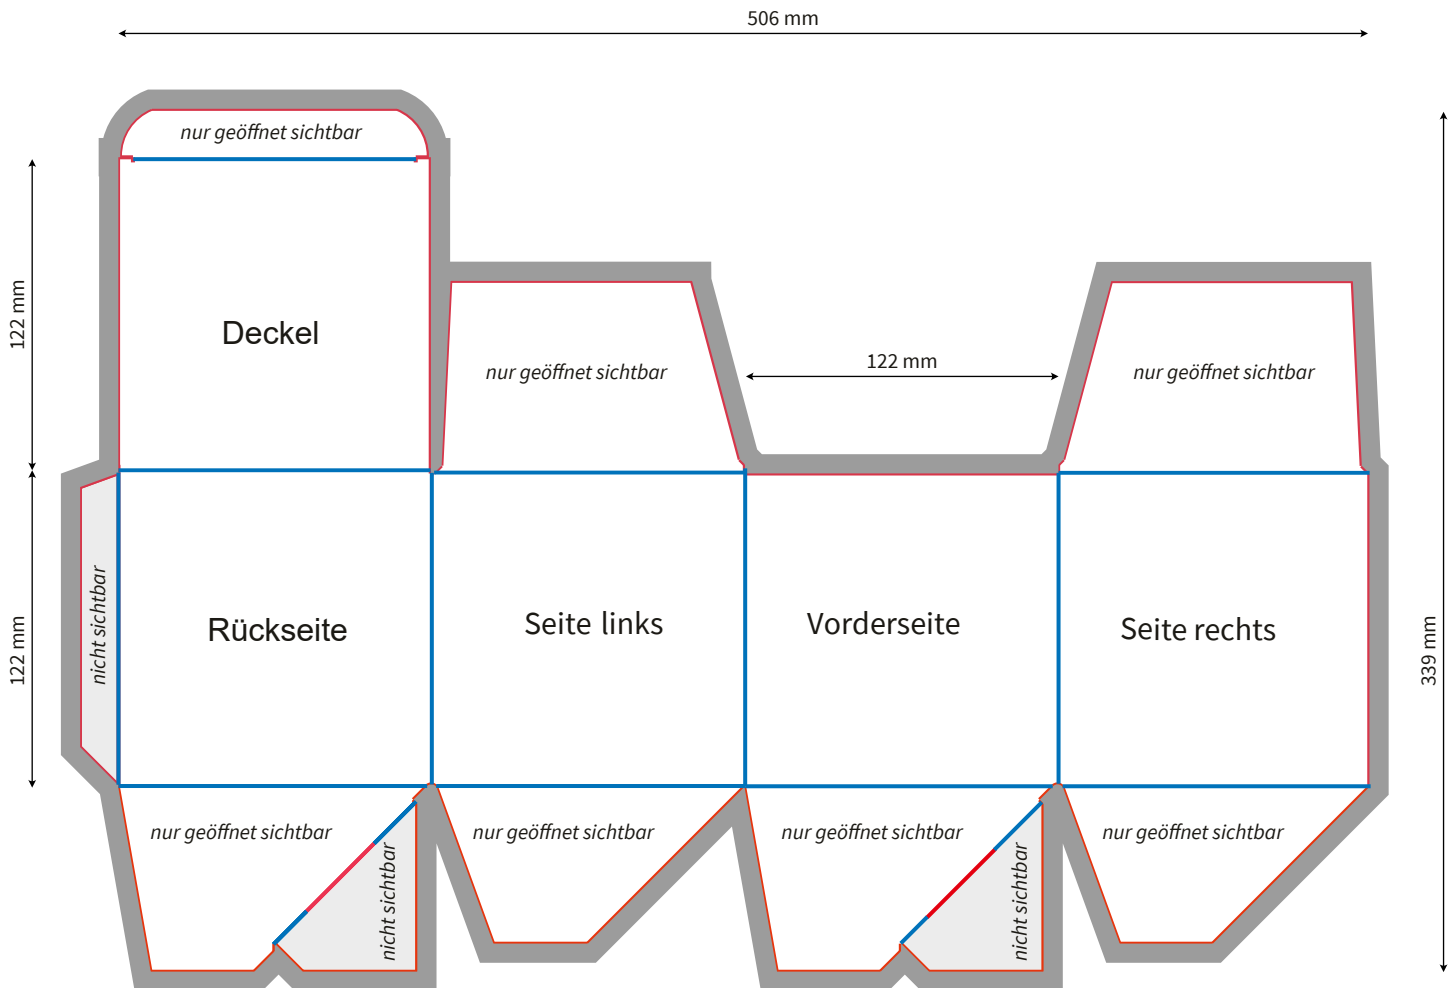 506 mm
nur geöffnet sichtbar
122 mm
Deckel
122 mm
nur geöffnet sichtbar
nur geöffnet sichtbar
nicht sichtbar
122 mm
Rückseite
Seite links
Vorderseite
Seite rechts
339 mm
nur geöffnet sichtbar
nicht sichtbar
nur geöffnet sichtbar
nur geöffnet sichtbar
nicht sichtbar
nur geöffnet sichtbar